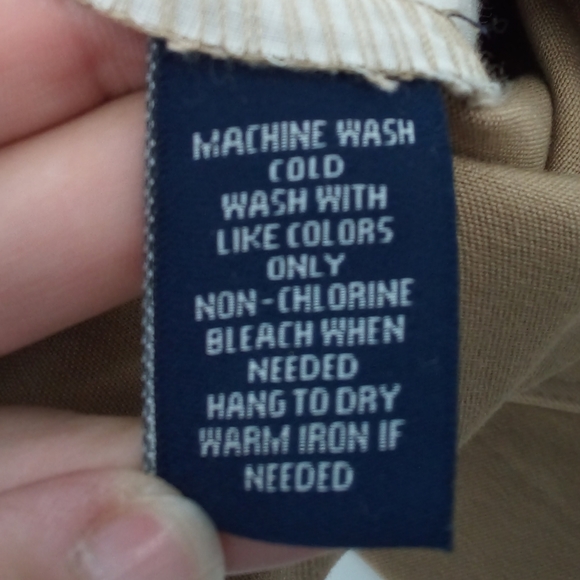 MACHINE WASH
COLD
WASH WITH
LIKE COLORS
ONLY
NON-CHLORINE
BLEACH WHEN
NEEDED
HANG TO DRY
WARM IRON IF
NEEDED